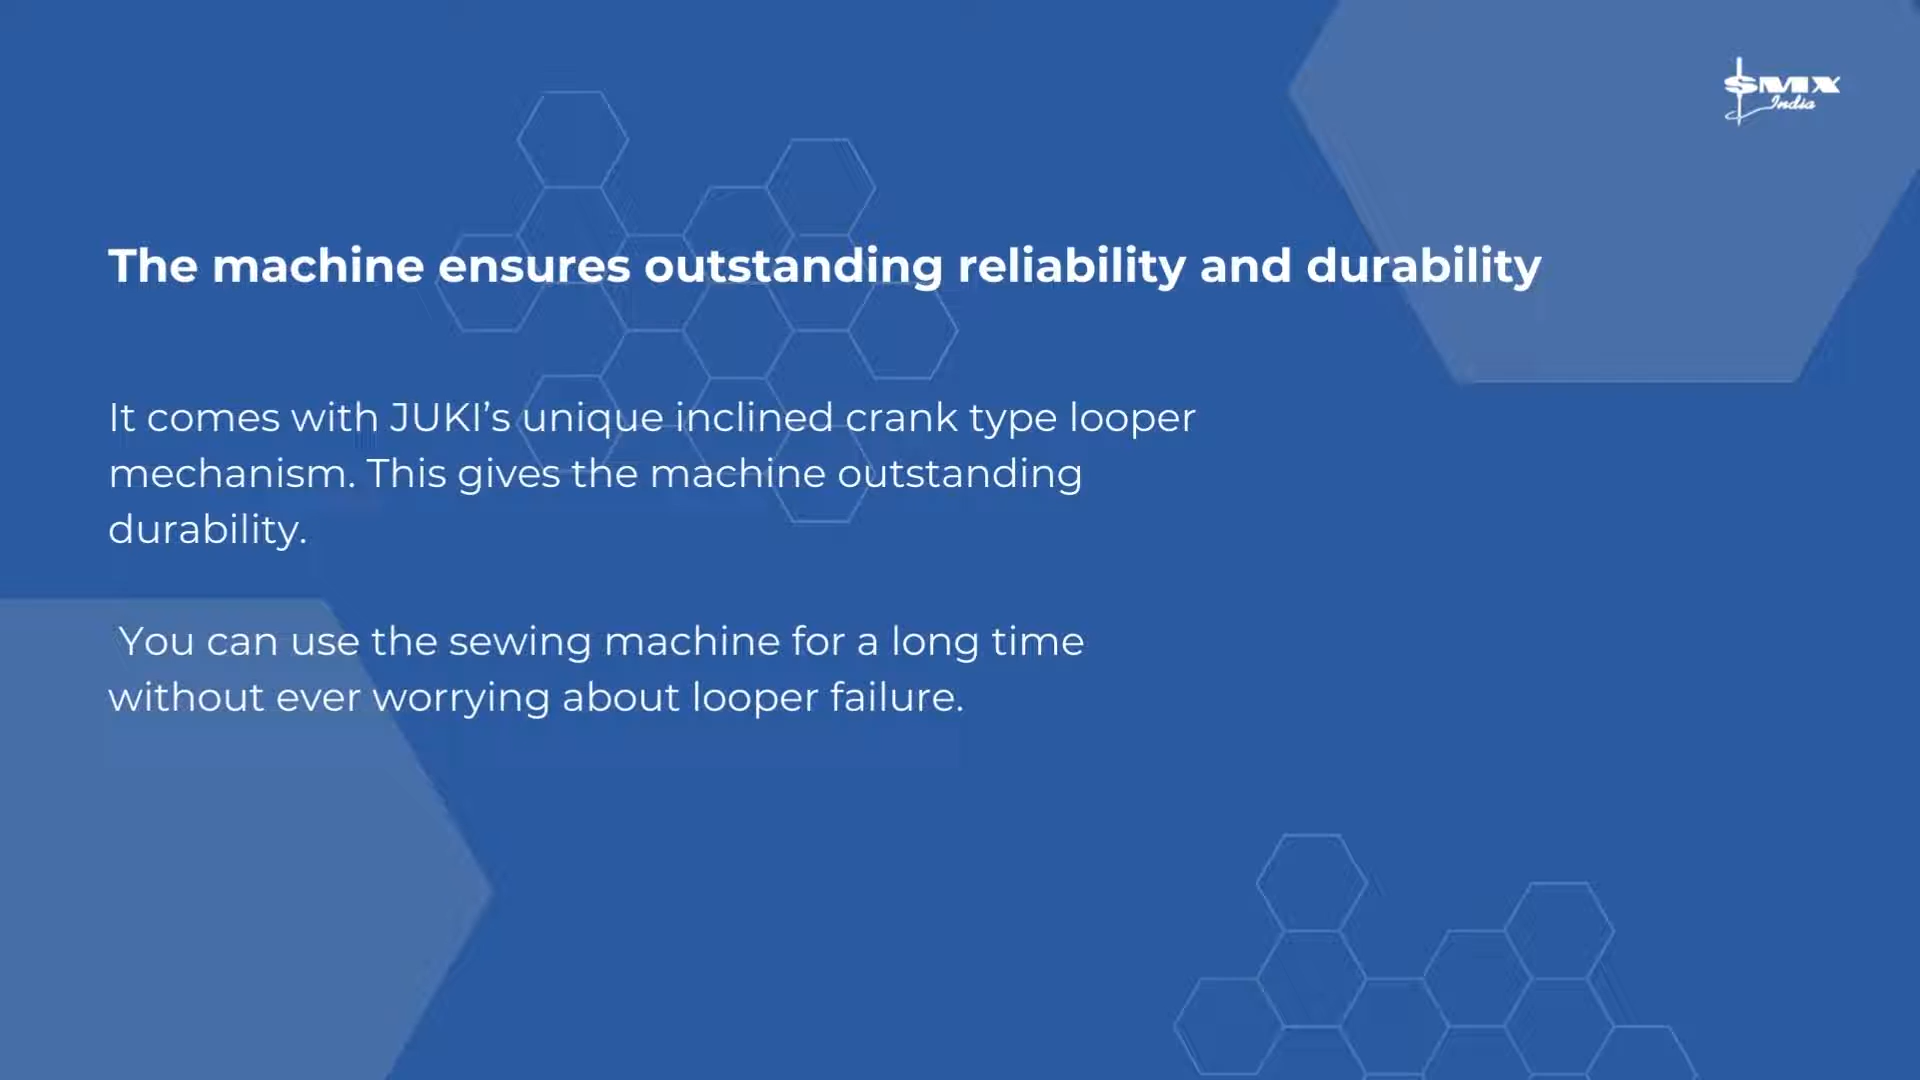 SMX
India
The machine ensures outstanding reliability and durability
It comes with JUKI’s unique inclined crank type looper
mechanism. This gives the machine outstanding
durability.
You can use the sewing machine for a long time
without ever worrying about looper failure.